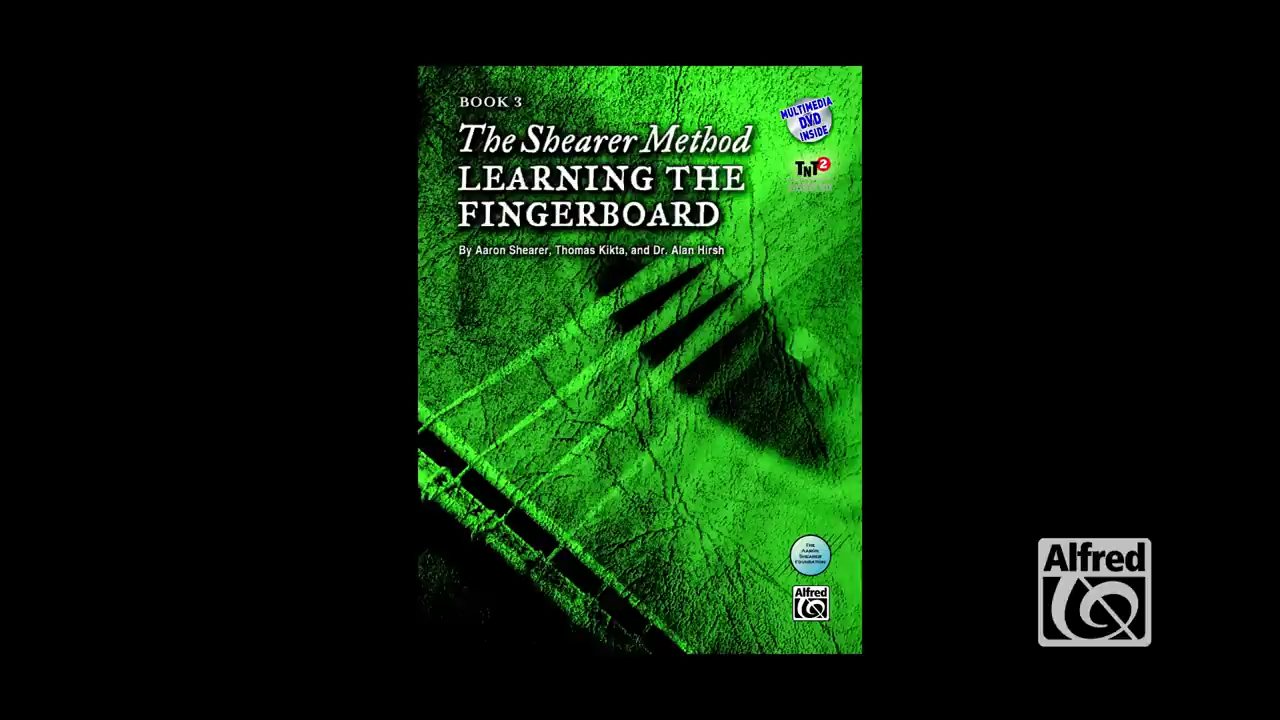 BOOK 3
The Shearer Method
LEARNING THE
FINGERBOARD
By Aaron Shearer, Thomas Kikta, and Dr. Alan Hirsh
MULTIMEDIA
DVD
INSIDE
TNT2
THE
AARON
SHEARER
FOUNDATION
Alfred
Alfred